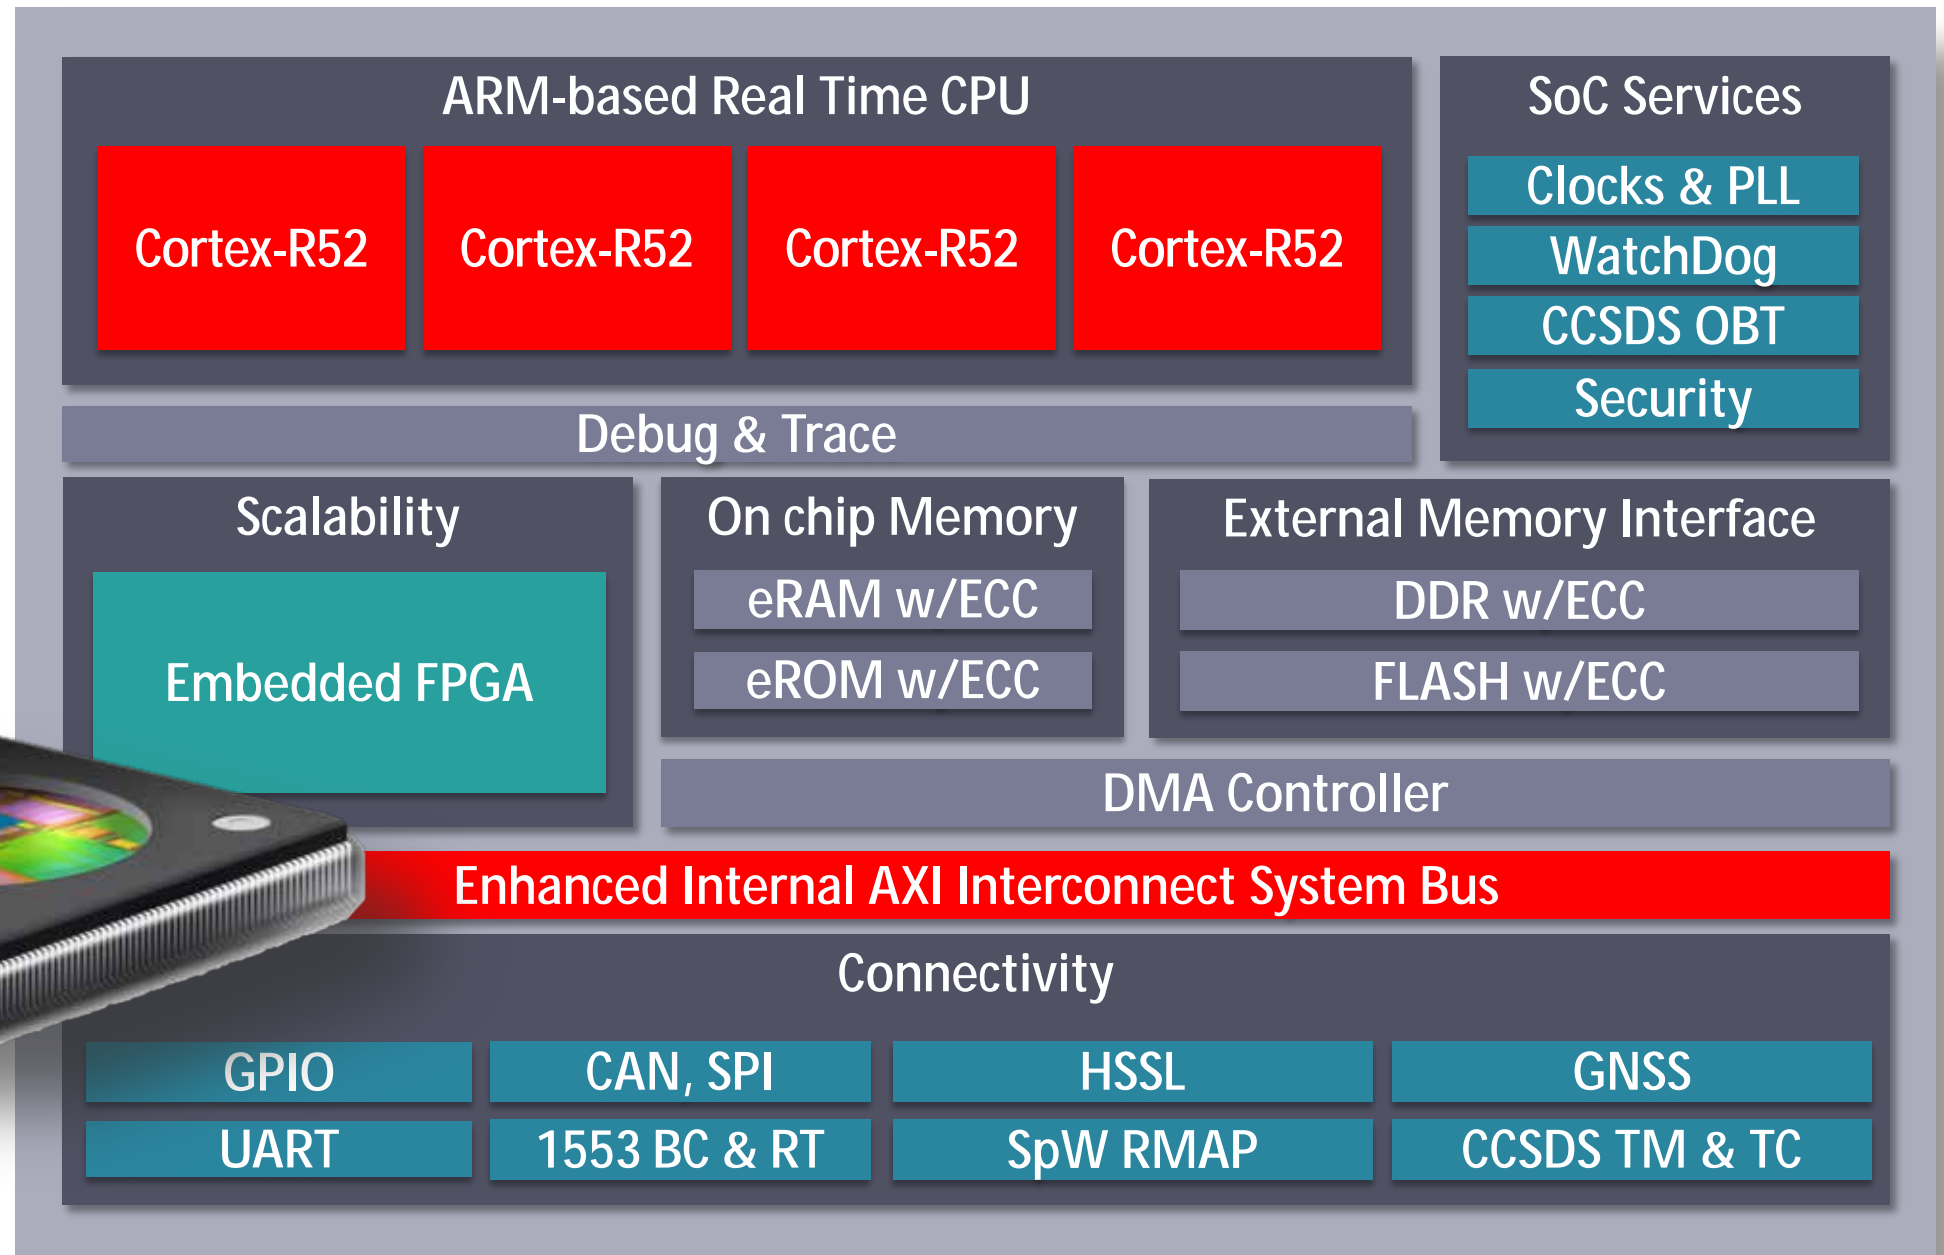 ARM-based Real Time CPU
Cortex-R52
Cortex-R52
Cortex-R52
Cortex-R52
SoC Services
Clocks & PLL
WatchDog
CCSDS OBT
Security
Debug & Trace
Scalability
Embedded FPGA
On chip Memory
eRAM w/ECC
eROM w/ECC
External Memory Interface
DDR w/ECC
FLASH w/ECC
DMA Controller
Enhanced Internal AXI Interconnect System Bus
Connectivity
GPIO
CAN, SPI
HSSL
GNSS
UART
1553 BC & RT
SpW RMAP
CCSDS TM & TC